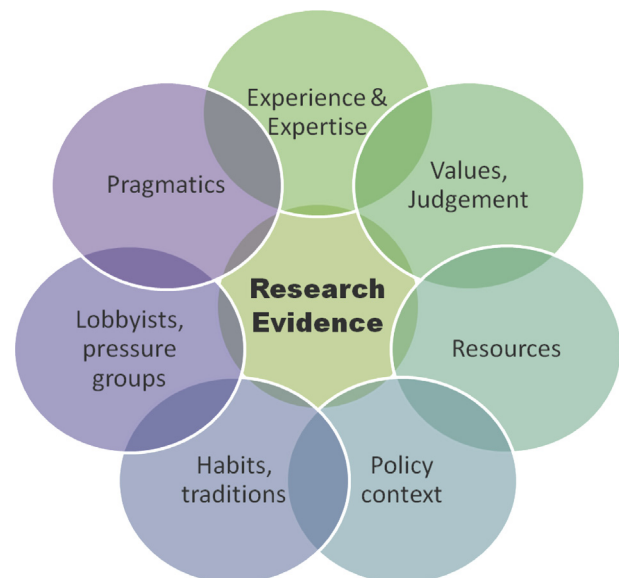 Experience &
Expertise
Values,
Judgement
Pragmatics
Research
Evidence
Lobbyists,
pressure
groups
Resources
Habits,
traditions
Policy
context